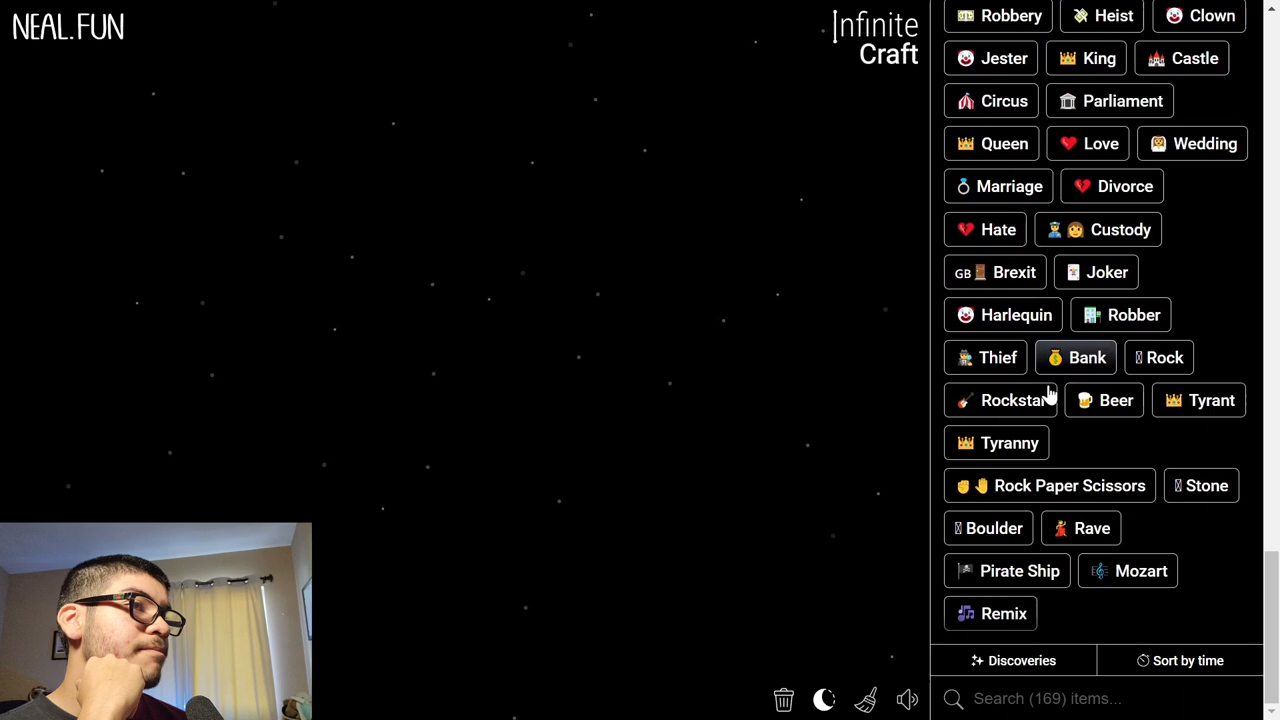 NEAL.FUN
Infinite
Craft
Robbery Heist Clown
Jester King Castle
Circus Parliament
Queen Love Wedding
Marriage Divorce
Hate Custody
GB Brexit Joker
Harlequin Robber
Thief Bank Rock
Rockstar Beer Tyrant
Tyranny
Rock Paper Scissors Stone
Boulder Rave
Pirate Ship Mozart
Remix
Discoveries Sort by time
Search (169) items...